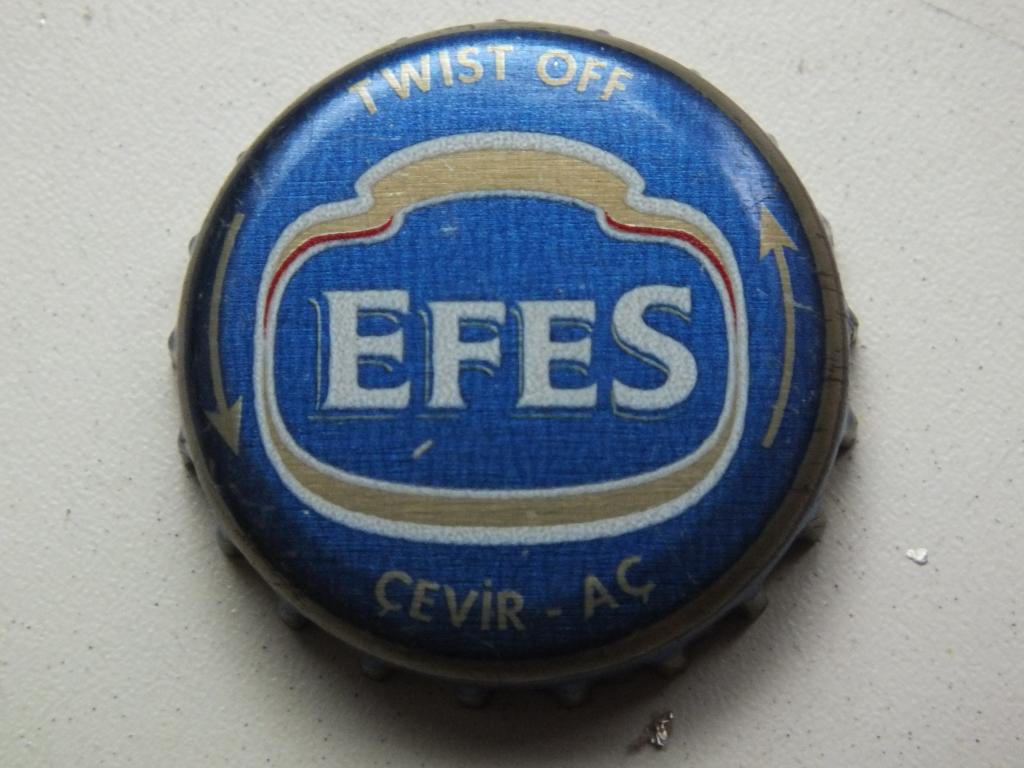 TWIST OFF
EFES
ÇEVİR - AÇ